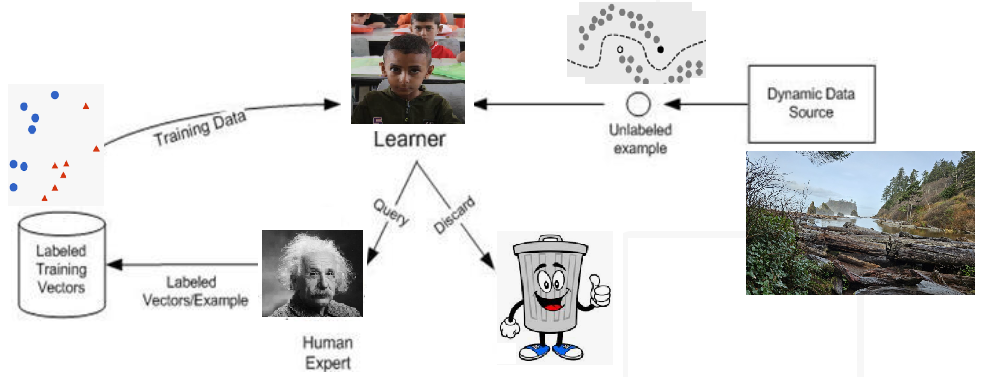 Training Data
Learner
Unlabeled
example
Dynamic Data
Source
Query
Discard
Labeled
Training
Vectors
Labeled
Vectors/Example
Human
Expert